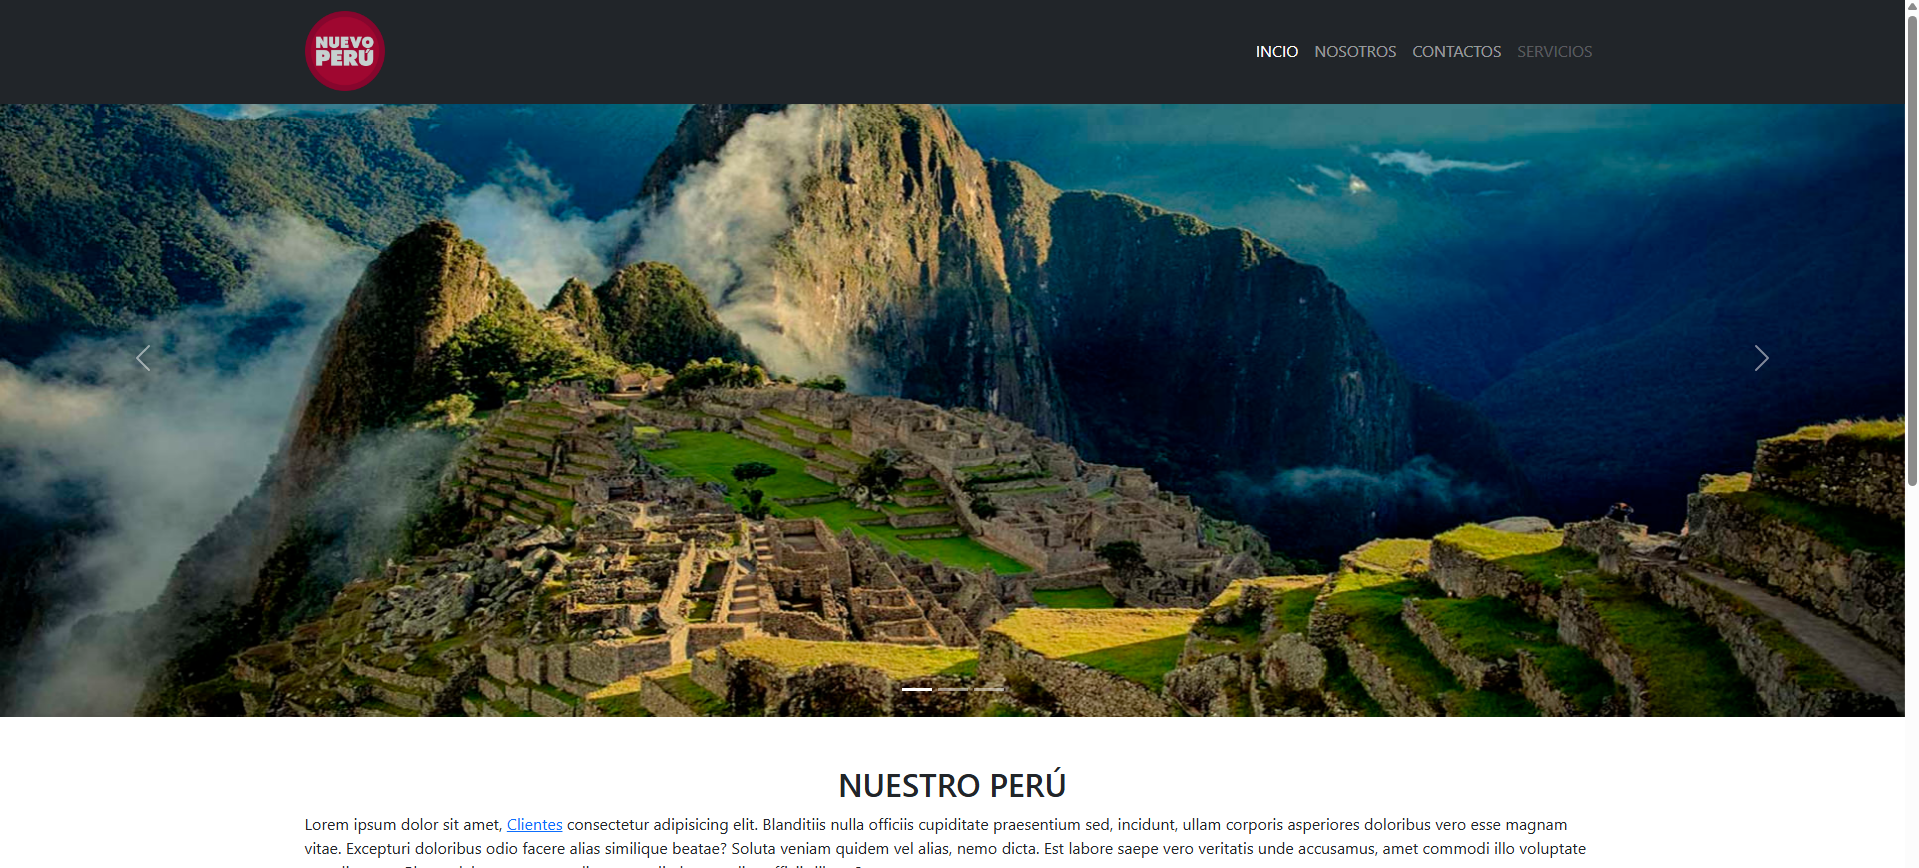 NUEVO
PERÚ
INCIO NOSOTROS CONTACTOS SERVICIOS
NUESTRO PERÚ
Lorem ipsum dolor sit amet, Clientes consectetur adipisicing elit. Blanditiis nulla officiis cupiditate praesentium sed, incidunt, ullam corporis asperiores doloribus vero esse magnam
vitae. Excepturi doloribus odio facere alias similique beatae? Soluta veniam quidem vel alias, nemo dicta. Est labore saepe vero veritatis unde accusamus, amet commodi illo voluptate